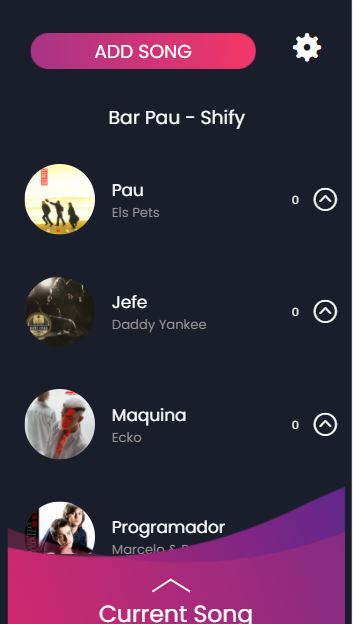 ADD SONG
Bar Pau - Shify
Pau
Els Pets
0
Jefe
Daddy Yankee
0
Maquina
Ecko
0
Programador
Marcelo &
Current Song